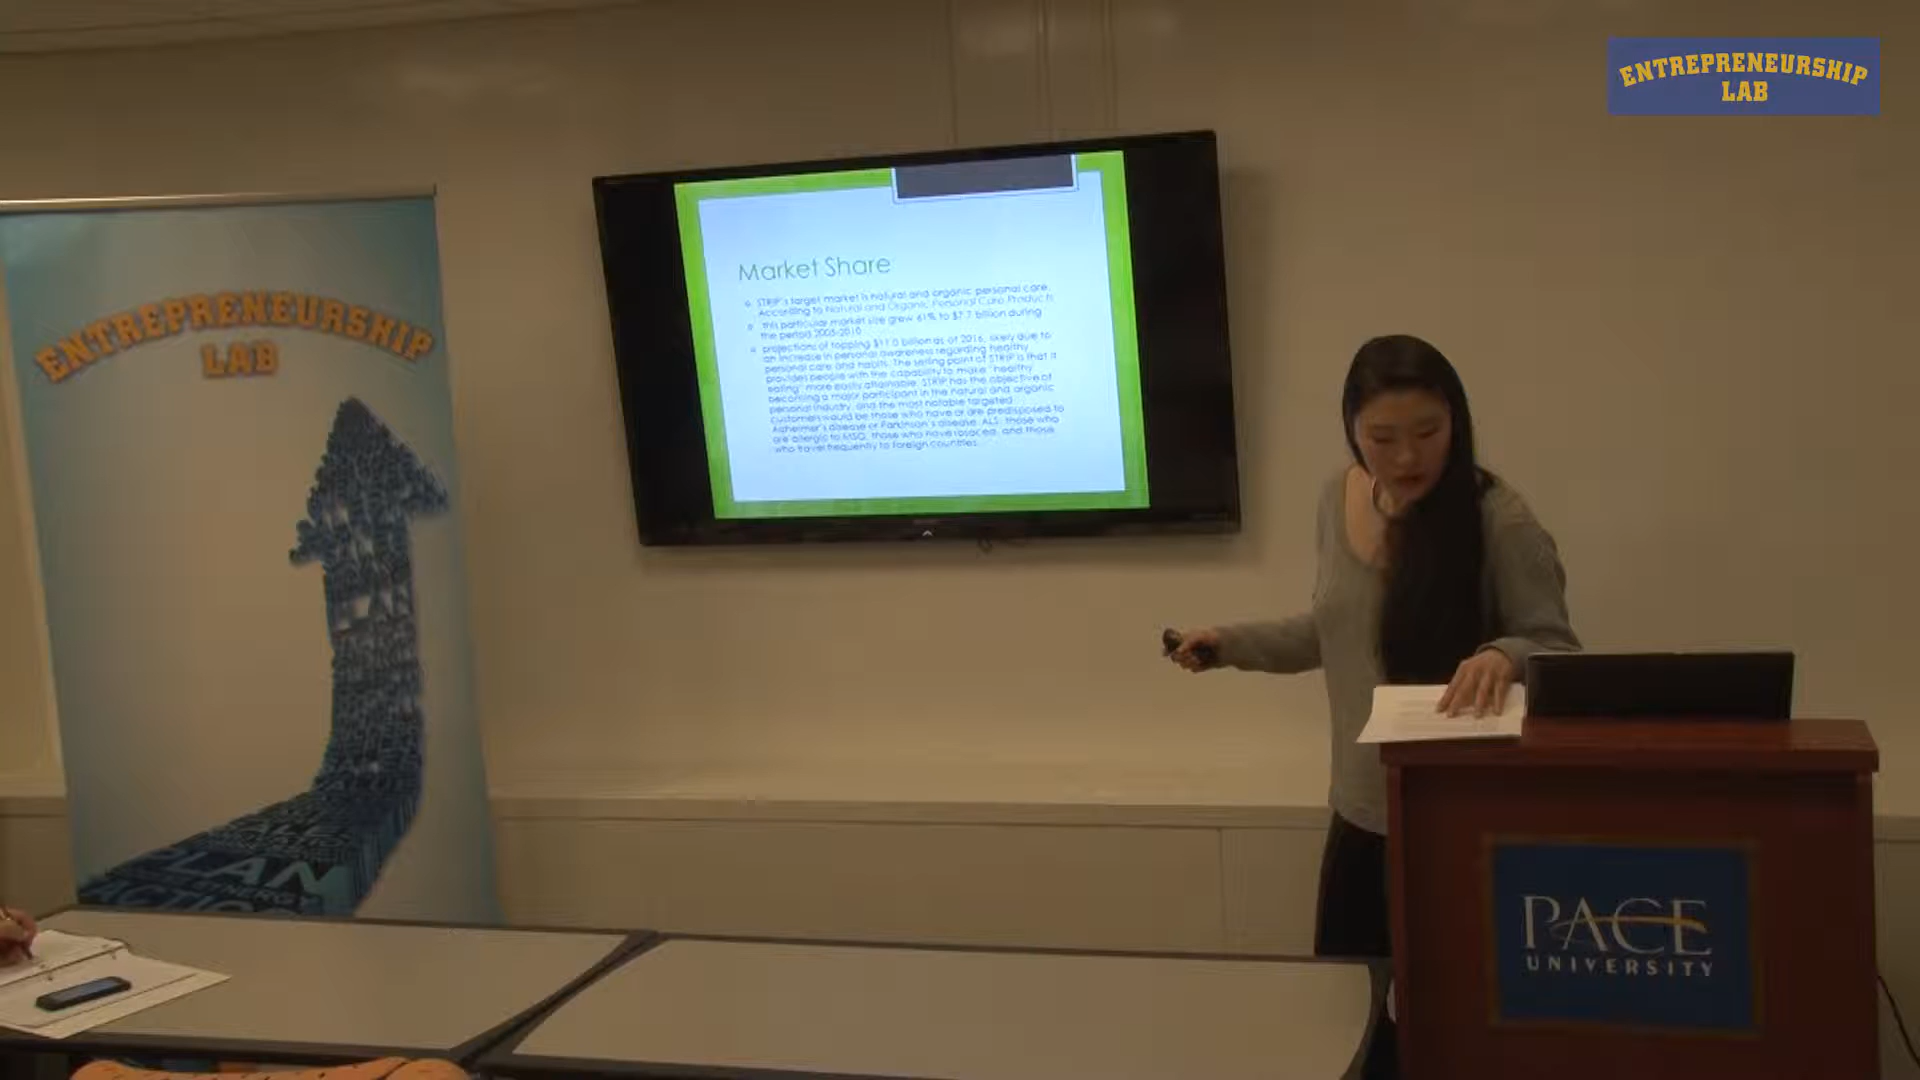 ENTREPRENEURSHIP
LAB
Market Share
STRIP's target market is natural and organic personal care.
According to Natural and Organic Personal Care Products
this particular market size grew 61% to $7.7 billion during
the period 2005-2010
projections of topping $11.0 billion as of 2016, likely due to
an increase in personal awareness regarding healthy
personal care and habits. The selling point of STRIP is that it
provides people with the capability to make "healthy
eating" more easily attainable. STRIP has the objective of
becoming a major participant in the natural and organic
personal industry, and the most notable targeted
customers would be those who have or are predisposed to
Alzheimer's disease or Parkinson's disease, ALS, those who
are allergic to MSG, those who have rosacea, and those
who travel frequently to foreign countries.
ENTREPRENEURSHIP
LAB
PLAN
ENERGY
ACTION
PACE
UNIVERSITY